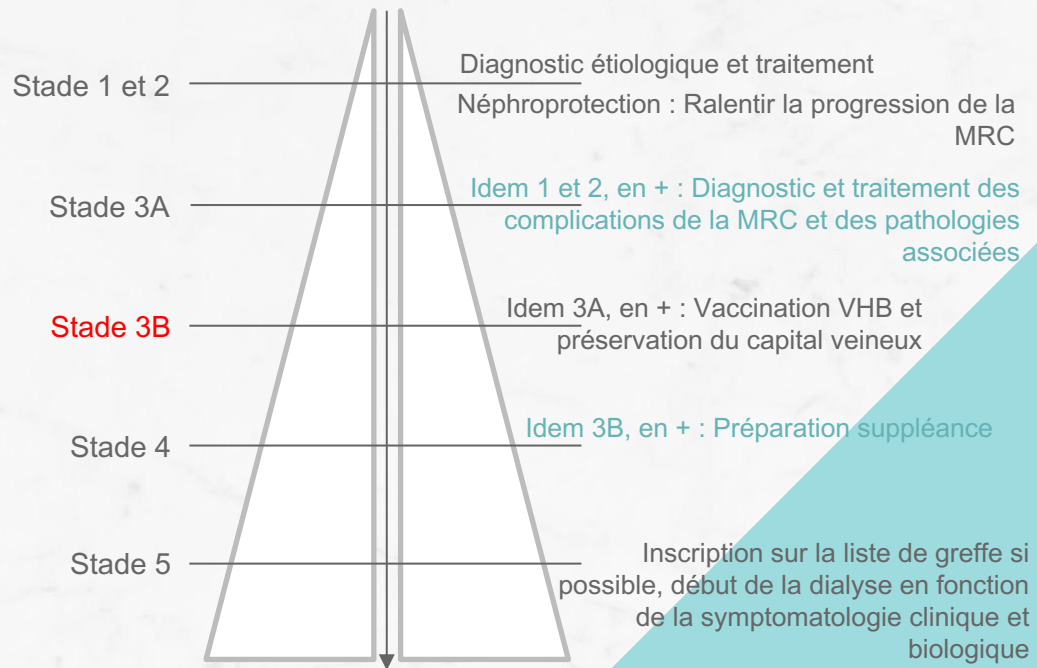 Stade 1 et 2
Diagnostic étiologique et traitement
Néphroprotection : Ralentir la progression de la
MRC
Stade 3A
Idem 1 et 2, en + : Diagnostic et traitement des
complications de la MRC et des pathologies
associées
Stade 3B
Idem 3A, en + : Vaccination VHB et
préservation du capital veineux
Stade 4
Idem 3B, en + : Préparation suppléance
Stade 5
Inscription sur la liste de greffe si
possible, début de la dialyse en fonction
de la symptomatologie clinique et
biologique